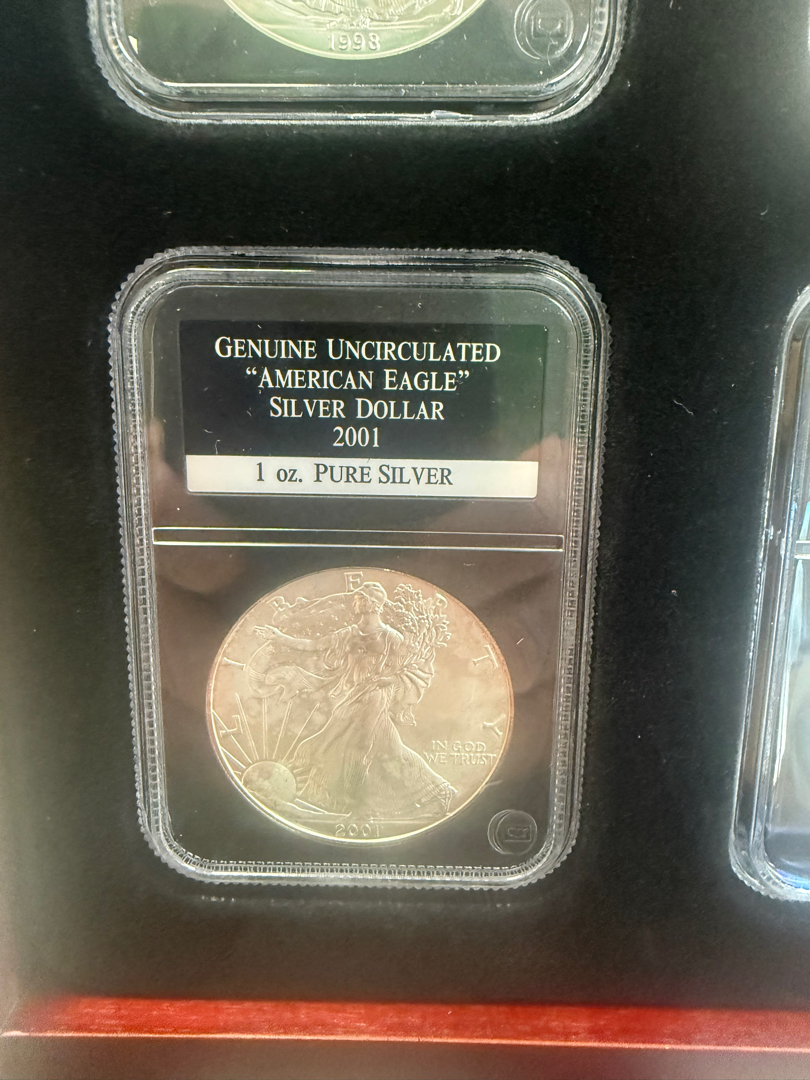 1998
GENUINE UNCIRCULATED
"AMERICAN EAGLE"
SILVER DOLLAR
2001
1 oz. PURE SILVER
LIBERTY
IN GOD
WE TRUST
2001